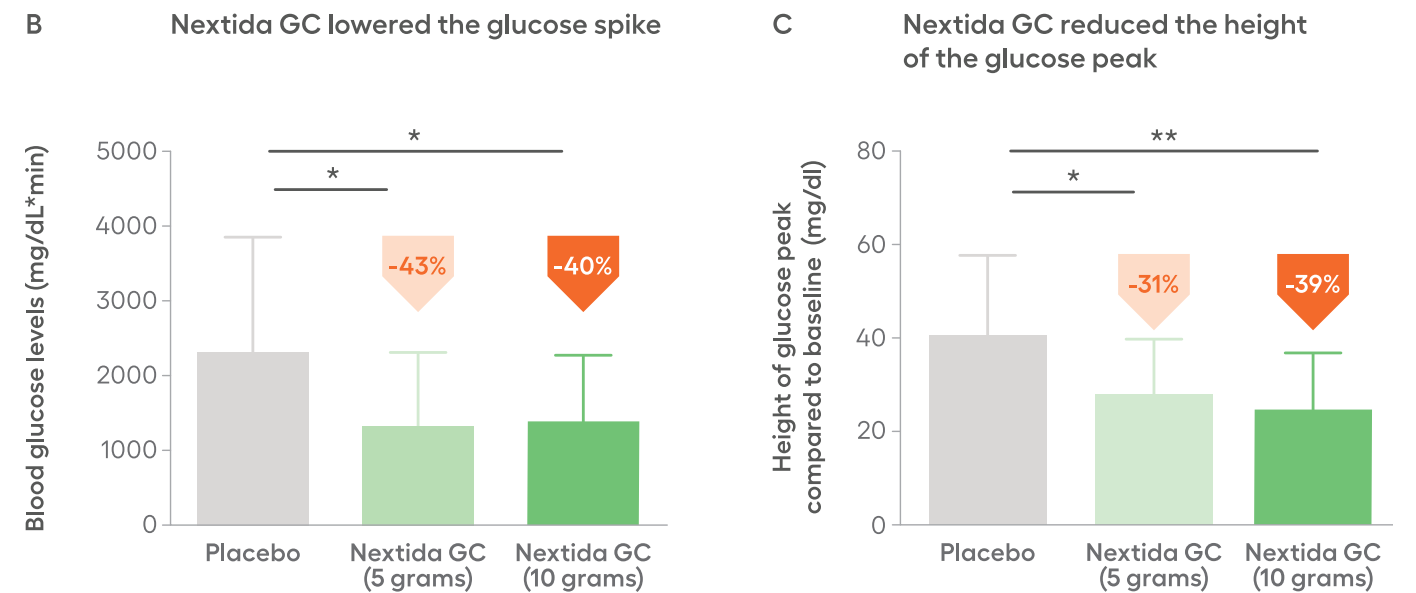 B
Nextida GC lowered the glucose spike
Blood glucose levels (mg/dL*min)
5000
4000
3000
2000
1000
0
*
*
-43%
-40%
Placebo
Nextida GC
(5 grams)
Nextida GC
(10 grams)
C
Nextida GC reduced the height
of the glucose peak
Height of glucose peak
compared to baseline (mg/dl)
80
60
40
20
0
**
*
-31%
-39%
Placebo
Nextida GC
(5 grams)
Nextida GC
(10 grams)